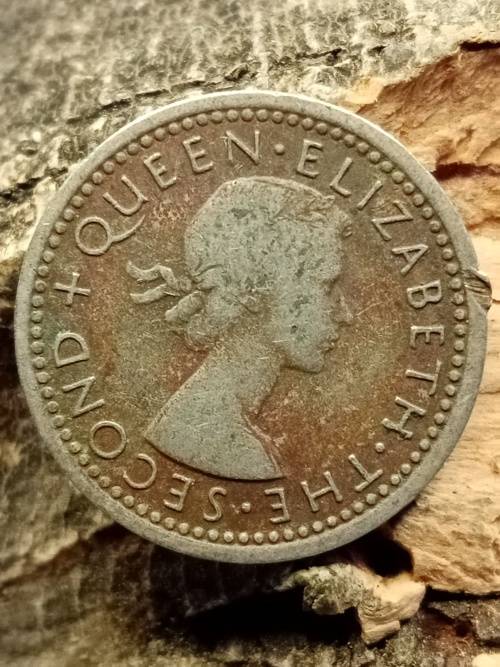 + QUEEN · ELIZABETH · THE · SECOND